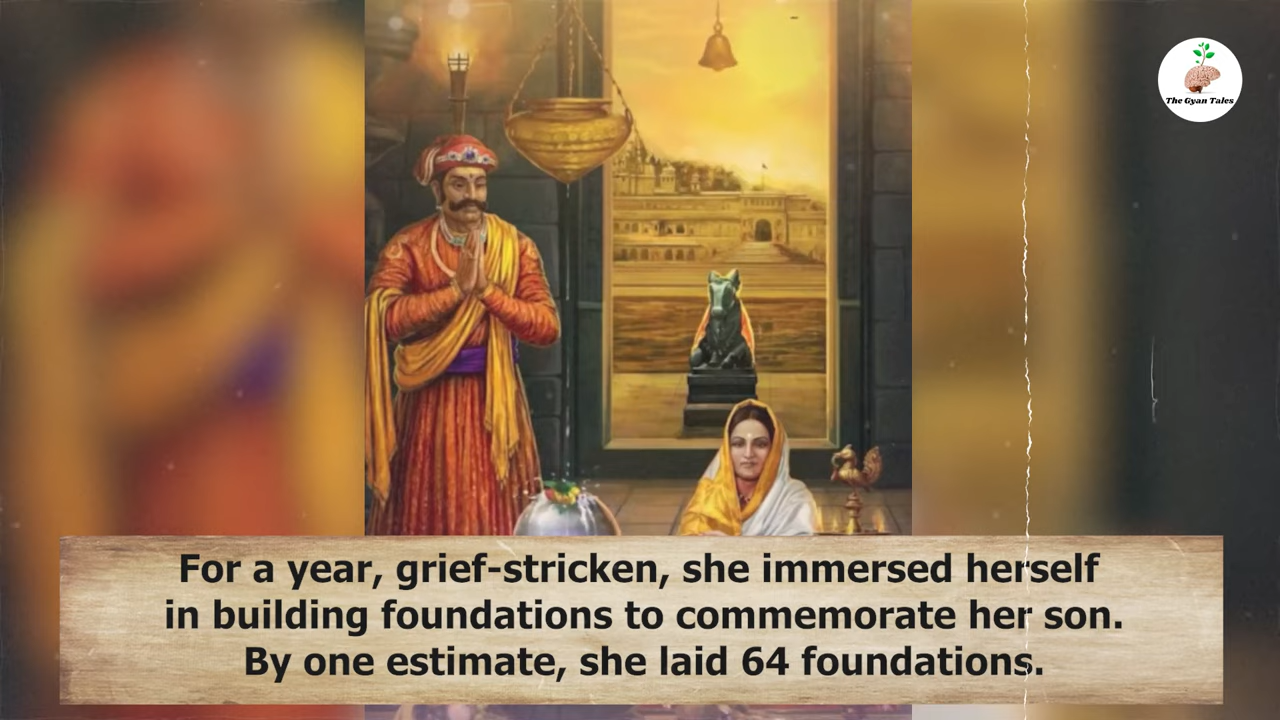 The Gyan Tales
For a year, grief-stricken, she immersed herself
in building foundations to commemorate her son.
By one estimate, she laid 64 foundations.